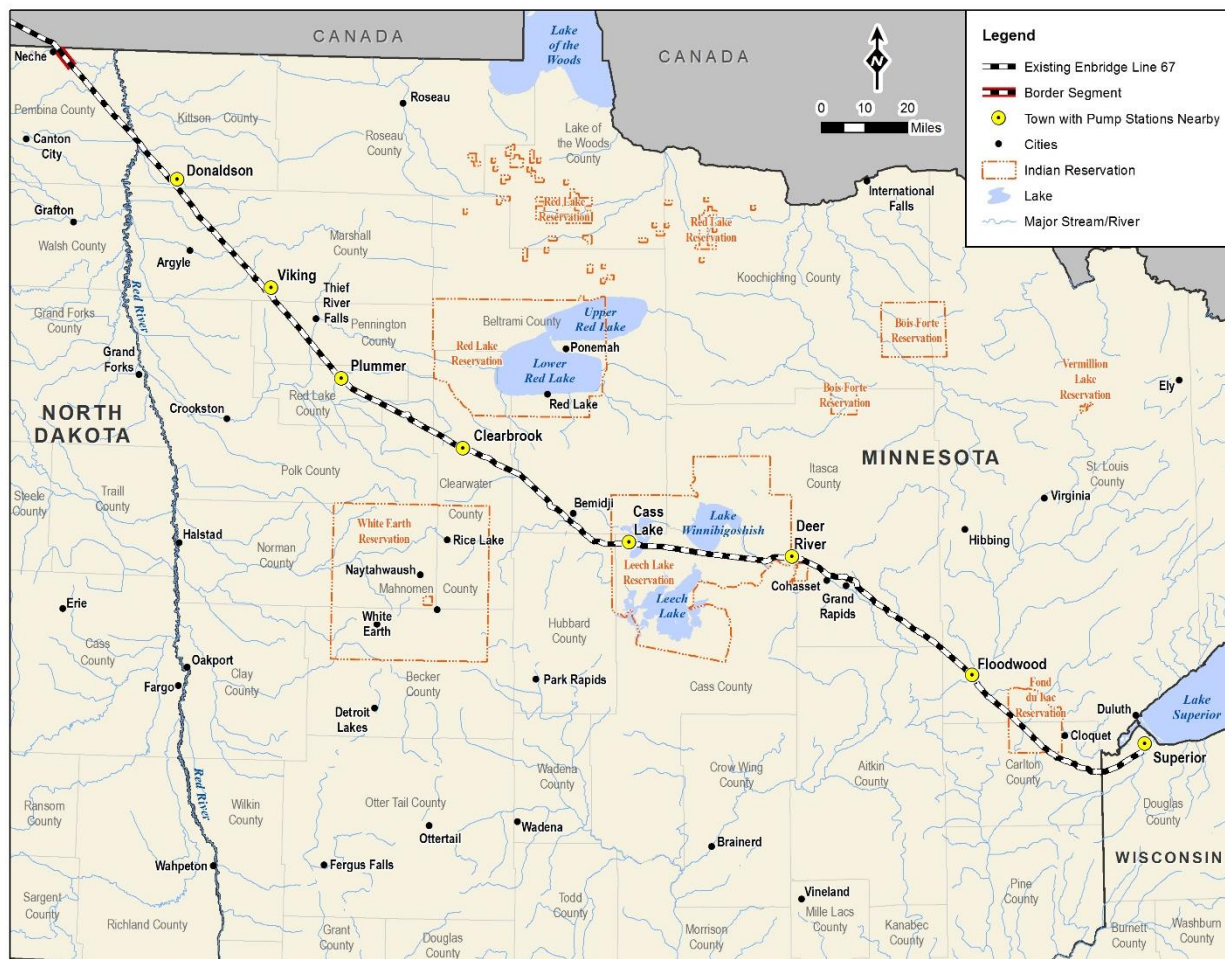 CANADA
CANADA
Lake
of the
Woods
Legend
Existing Enbridge Line 67
Border Segment
Town with Pump Stations Nearby
Cities
Indian Reservation
Lake
Major Stream/River
N
0 10 20
Miles
Neche
Pembina County
Kittson County
Roseau
Roseau
County
Lake of
the Woods
County
Canton
City
Donaldson
International
Falls
Red Lake
Reservation
Red Lake
Reservation
Grafton
Walsh County
Argyle
Marshall
County
Koochiching County
Red River
Viking
Thief
River
Falls
Grand Forks
County
Pennington
County
Beltrami County
Upper
Red Lake
Bois Forte
Reservation
Red Lake
Reservation
Ponemah
Grand
Forks
Plummer
Lower
Red Lake
Vermillion
Lake
Reservation
Ely
Red Lake
County
Red Lake
Bois Forte
Reservation
Crookston
NORTH
DAKOTA
Clearbrook
MINNESOTA
Polk County
Itasca
County
St. Louis
County
Clearwater
County
Steele
County
Traill
County
Bemidji
Virginia
Cass
Lake
Lake
Winnibigoshish
Deer
River
White Earth
Reservation
Halstad
Rice Lake
Hibbing
Norman
County
Leech Lake
Reservation
Naytahwaush
Mahnomen County
Cohasset
Grand
Rapids
Leech
Lake
Erie
White
Earth
Hubbard
County
Cass
County
Oakport
Clay
County
Becker
County
Floodwood
Fargo
Park Rapids
Cass County
Fond
du Lac
Reservation
Lake
Superior
Detroit
Lakes
Duluth
Cloquet
Superior
Red River
Wadena
County
Crow Wing
County
Aitkin
County
Carlton
County
Ransom
County
Wilkin
County
Otter Tail County
Douglas
County
Ottertail
Wadena
Brainerd
Wahpeton
Fergus Falls
WISCONSIN
Vineland
Mille Lacs
County
Pine
County
Sargent
County
Richland County
Grant
County
Douglas
County
Todd
County
Morrison
County
Kanabec
County
Burnett
County
Washburn
County